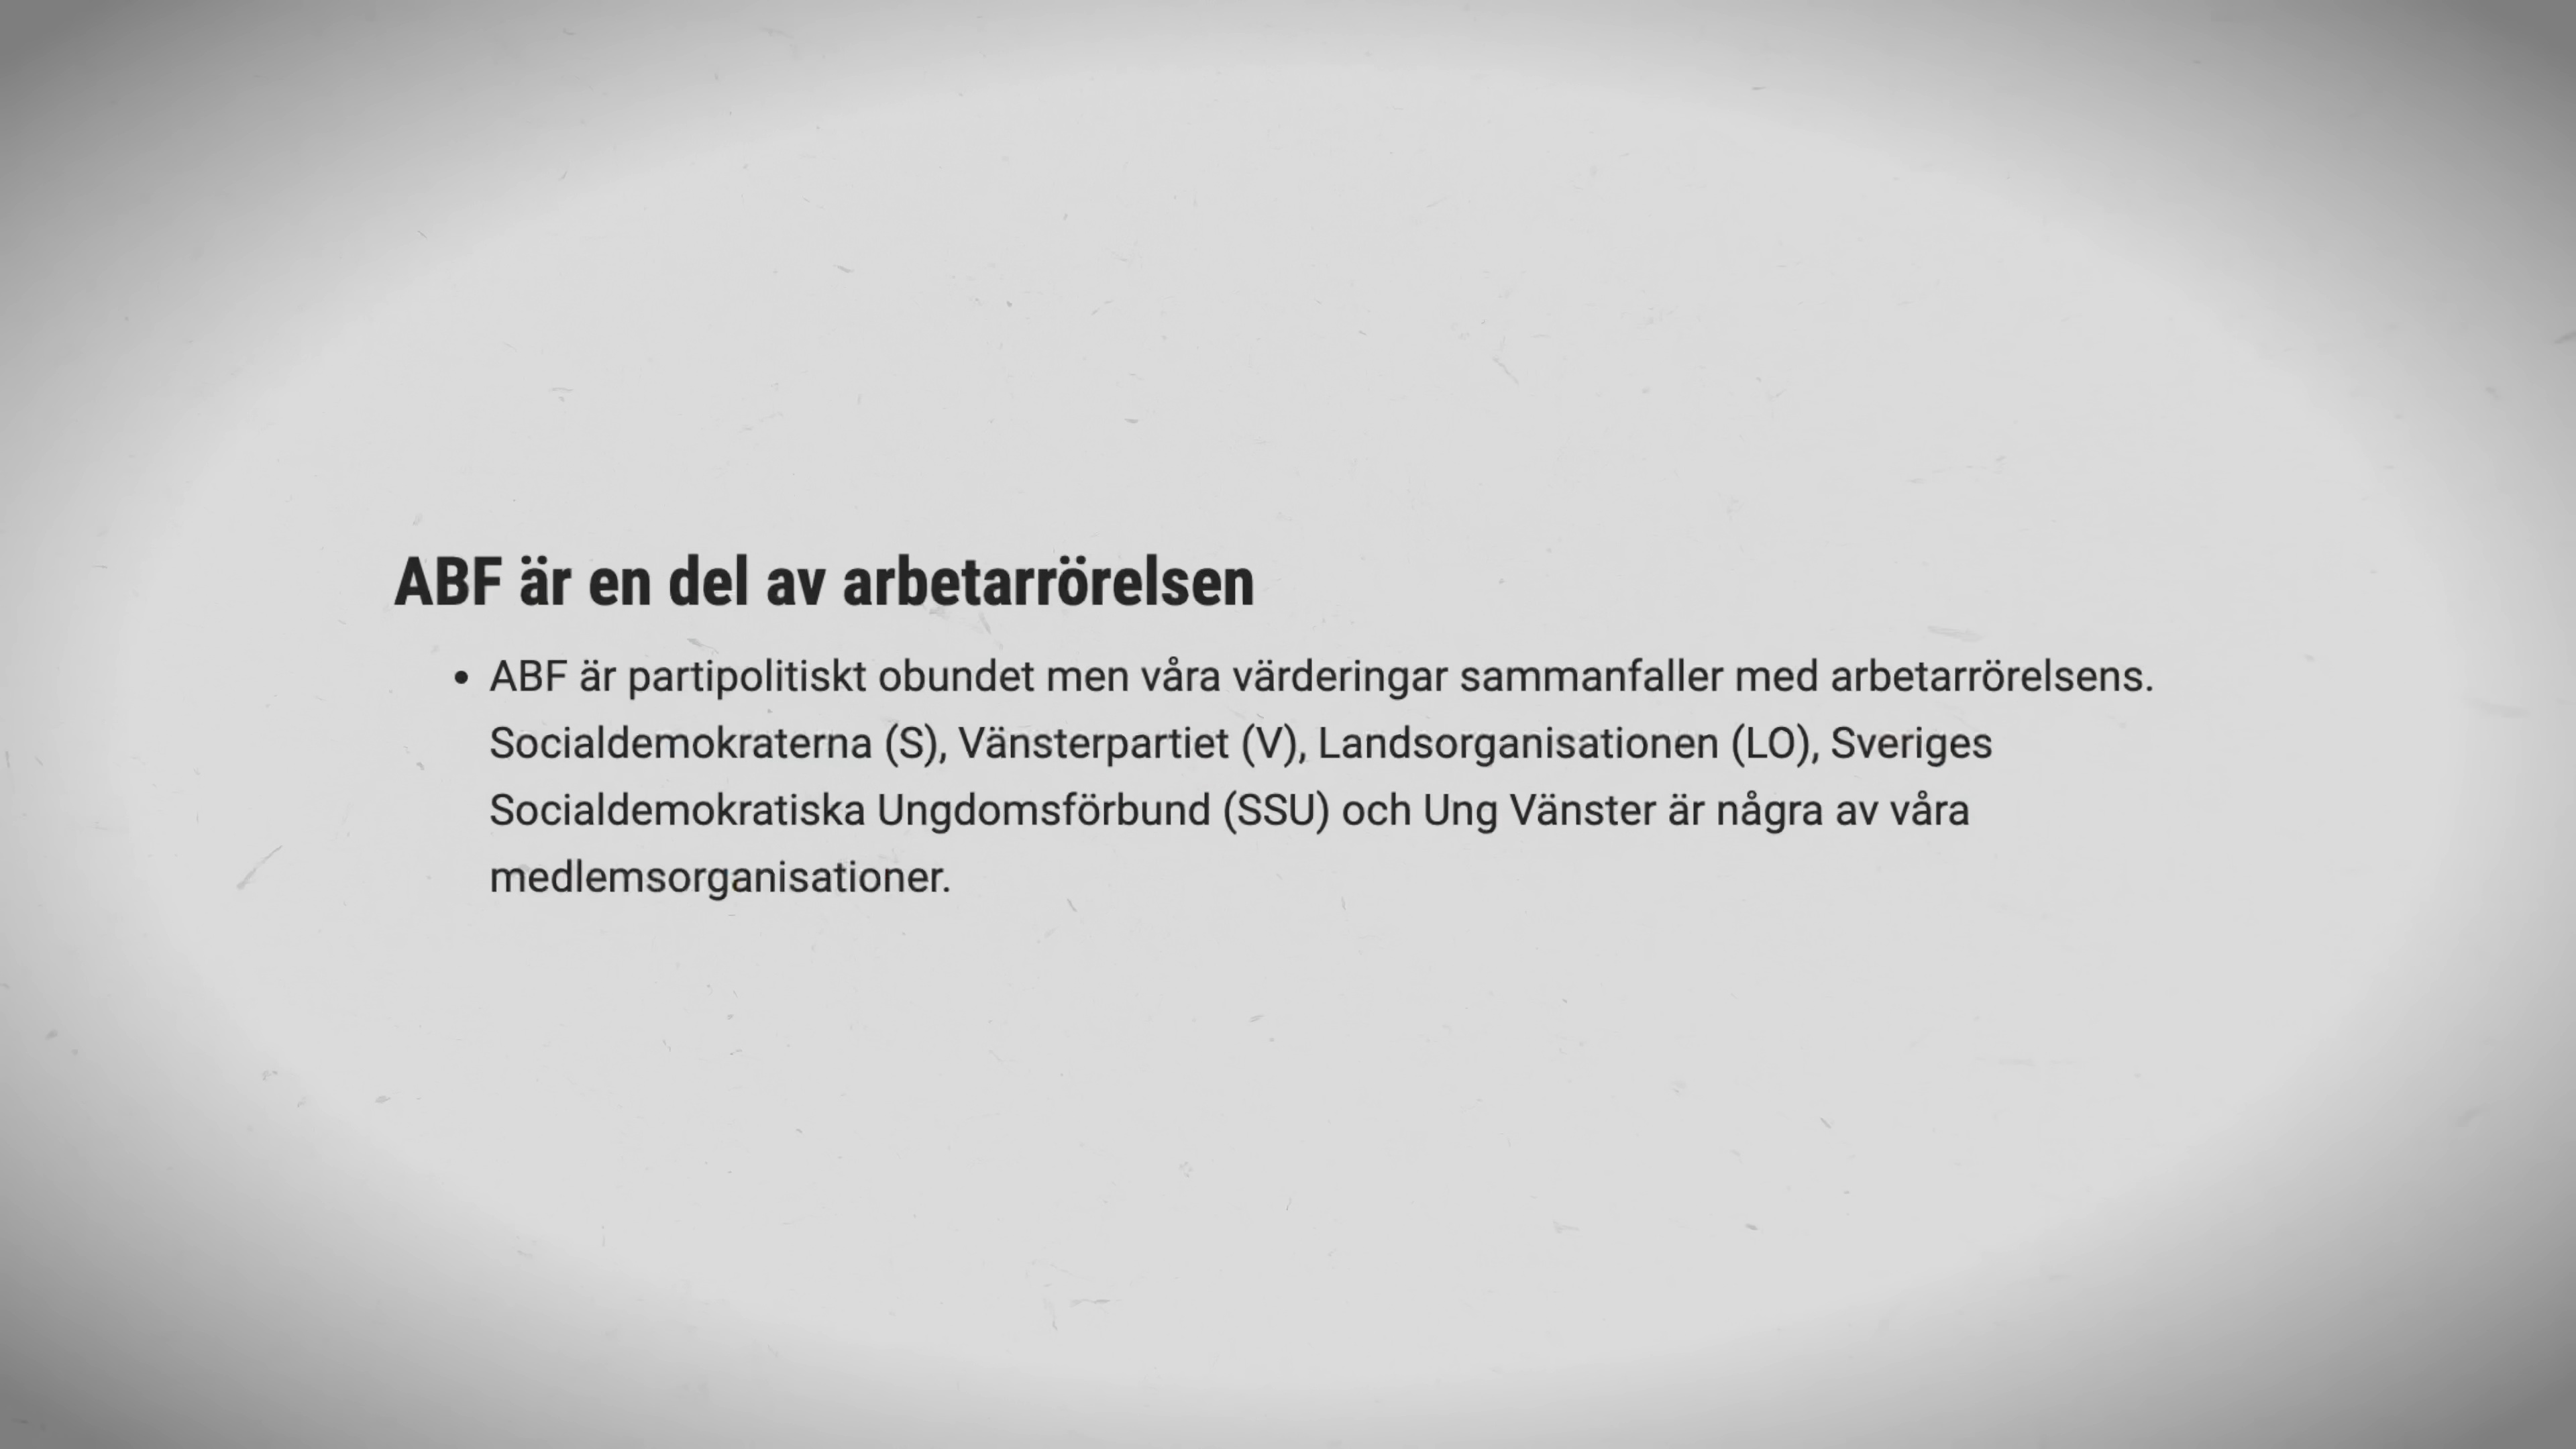 ABF är en del av arbetarrörelsen
• ABF är partipolitiskt obundet men våra värderingar sammanfaller med arbetarrörelsens.
Socialdemokraterna (S), Vänsterpartiet (V), Landsorganisationen (LO), Sveriges
Socialdemokratiska Ungdomsförbund (SSU) och Ung Vänster är några av våra
medlemsorganisationer.